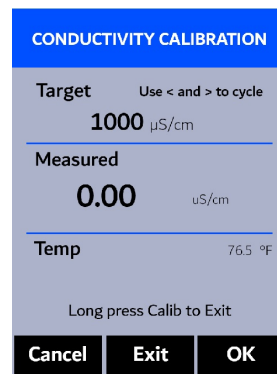 CONDUCTIVITY CALIBRATION
Target Use < and > to cycle
1000 µS/cm
Measured
0.00 uS/cm
Temp 76.5 °F
Long press Calib to Exit
Cancel Exit OK